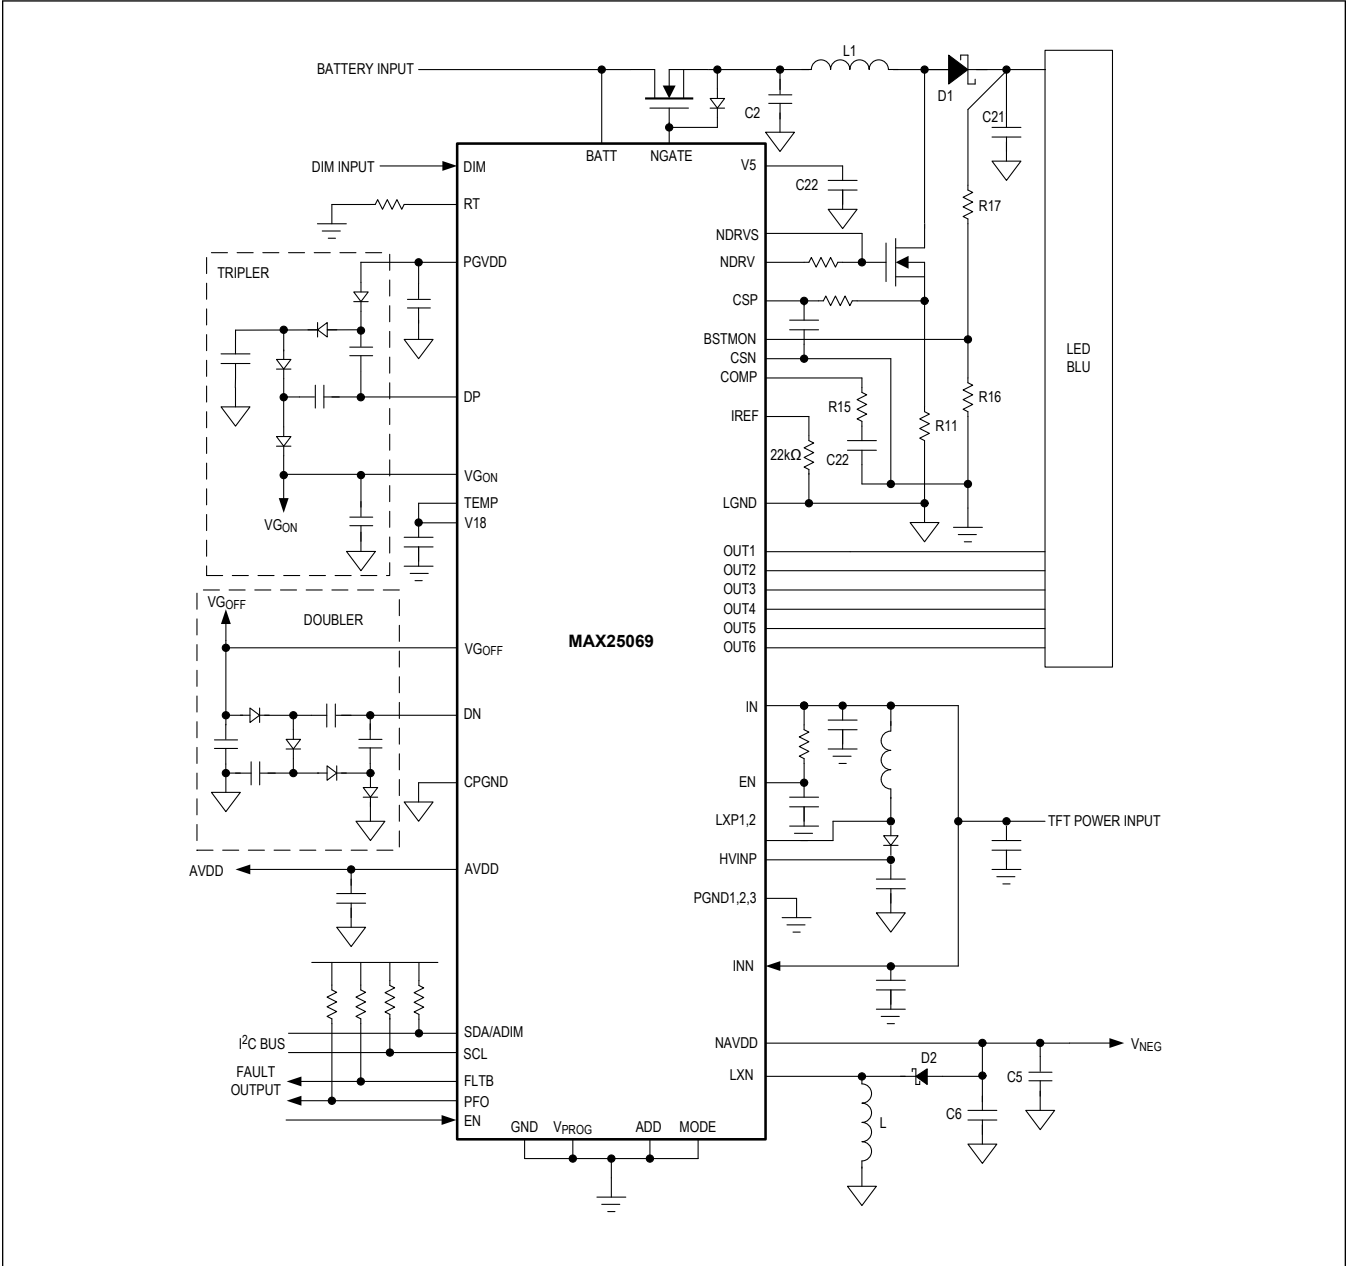 BATTERY INPUT
L1
D1
C2
C21
BATT
NGATE
DIM INPUT
DIM
V5
C22
RT
R17
NDRVS
TRIPLER
PGVDD
NDRV
CSP
BSTMON
CSN
LED
BLU
COMP
DP
R15
R16
IREF
R11
22kΩ
C22
VGON
TEMP
LGND
V18
VGON
OUT1
OUT2
OUT3
OUT4
OUT5
OUT6
VGOFF
DOUBLER
MAX25069
VGOFF
IN
DN
CPGND
EN
LXP1,2
TFT POWER INPUT
HVINP
AVDD
AVDD
PGND1,2,3
INN
SDA/ADIM
I2C BUS
SCL
NAVDD
VNEG
D2
FAULT
OUTPUT
FLTB
LXN
C5
PFO
C6
EN
GND
VPROG
ADD
MODE
L